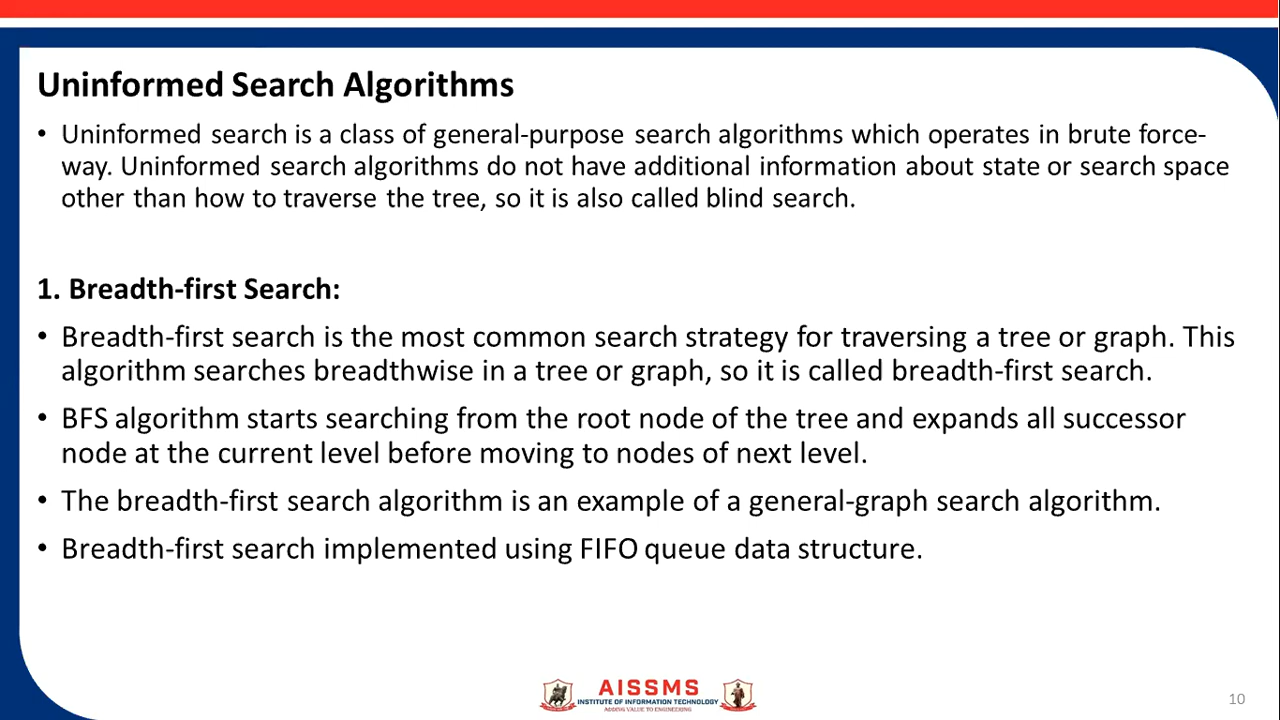 Uninformed Search Algorithms
• Uninformed search is a class of general-purpose search algorithms which operates in brute force-
way. Uninformed search algorithms do not have additional information about state or search space
other than how to traverse the tree, so it is also called blind search.
1. Breadth-first Search:
• Breadth-first search is the most common search strategy for traversing a tree or graph. This
algorithm searches breadthwise in a tree or graph, so it is called breadth-first search.
• BFS algorithm starts searching from the root node of the tree and expands all successor
node at the current level before moving to nodes of next level.
• The breadth-first search algorithm is an example of a general-graph search algorithm.
• Breadth-first search implemented using FIFO queue data structure.
AISSMS
INSTITUTE OF INFORMATION TECHNOLOGY
ADDING VALUE TO ENGINEERING
10